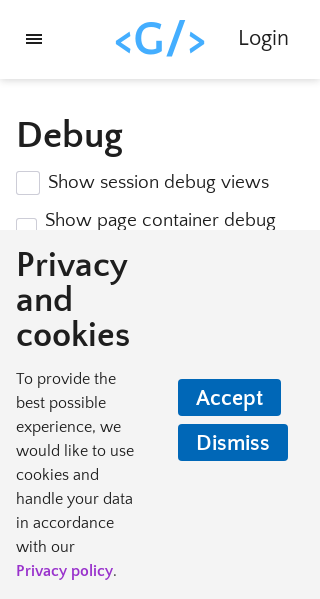 <G/>
Login
Debug
Show session debug views
Show page container debug
Privacy
and
cookies
To provide the
best possible
experience, we
would like to use
cookies and
handle your data
in accordance
with our
Privacy policy.
Accept
Dismiss